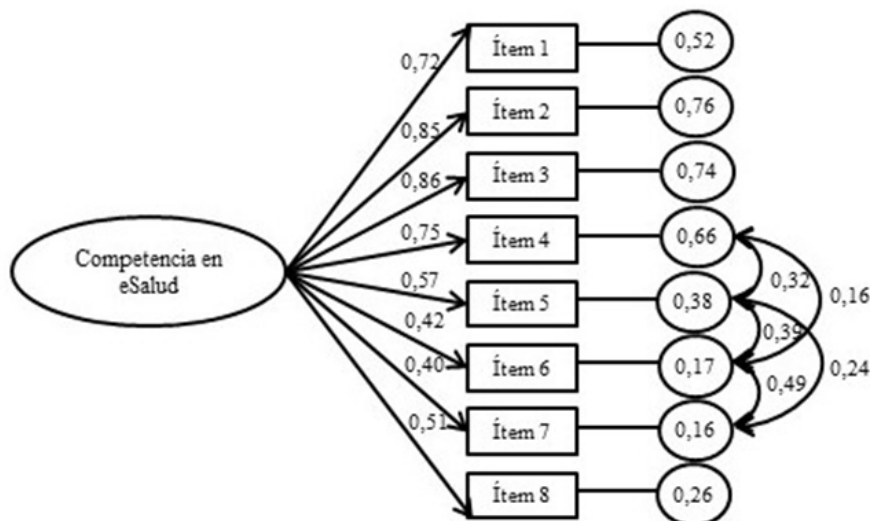 0,72
Ítem 1
0,52
0,85
Ítem 2
0,76
0,86
Ítem 3
0,74
Competencia en
eSalud
0,75
Ítem 4
0,66
0,32
0,16
0,57
Ítem 5
0,38
0,39
0,42
Ítem 6
0,17
0,24
0,40
0,49
Ítem 7
0,16
0,51
Ítem 8
0,26